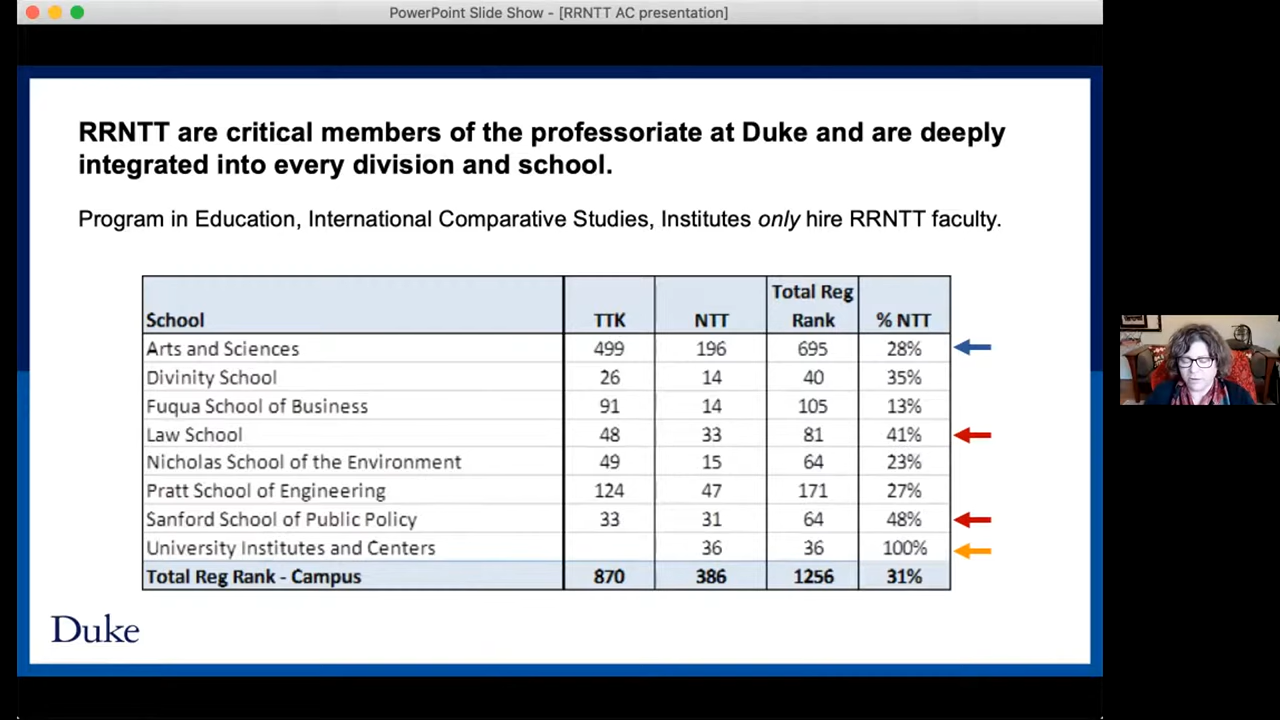 PowerPoint Slide Show - [RRNTT AC presentation]
RRNTT are critical members of the professoriate at Duke and are deeply
integrated into every division and school.
Program in Education, International Comparative Studies, Institutes only hire RRNTT faculty.
School TTK NTT Total Reg Rank % NTT
Arts and Sciences 499 196 695 28%
Divinity School 26 14 40 35%
Fuqua School of Business 91 14 105 13%
Law School 48 33 81 41%
Nicholas School of the Environment 49 15 64 23%
Pratt School of Engineering 124 47 171 27%
Sanford School of Public Policy 33 31 64 48%
University Institutes and Centers 36 36 100%
Total Reg Rank - Campus 870 386 1256 31%
Duke